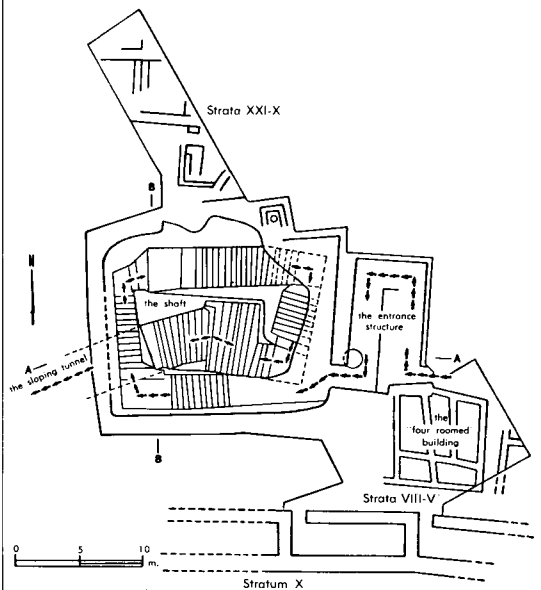 Strata XXI-X
B
N
the shaft
the entrance
structure
A
A
the sloping tunnel
the
"four roomed"
building
B
Strata VIII-V
0 5 10
m.
Stratum X